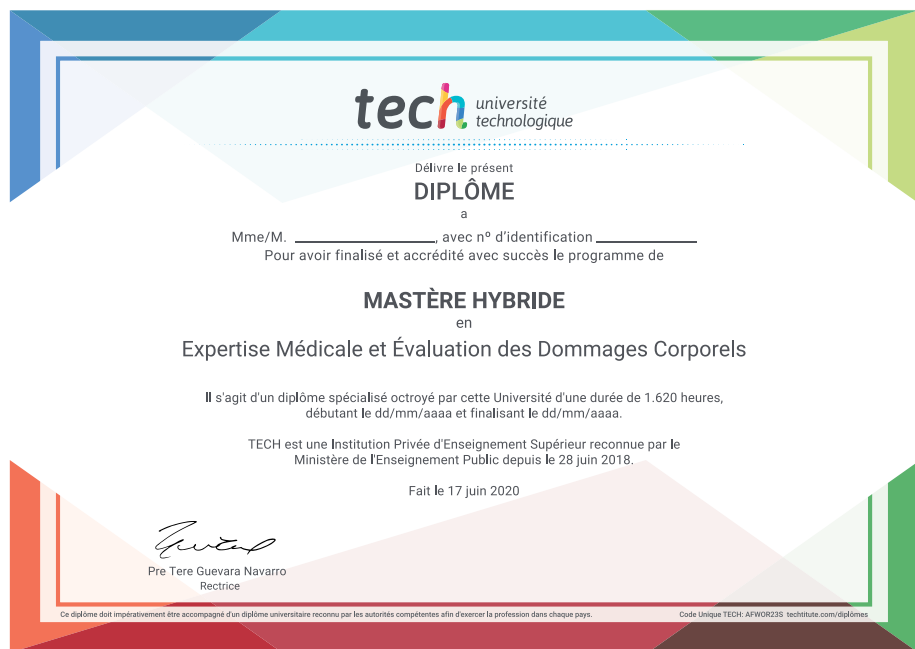 tech université
technologique
Délivre le présent
DIPLÔME
a
Mme/M. ____________, avec nº d'identification ____________
Pour avoir finalisé et accrédité avec succès le programme de
MASTÈRE HYBRIDE
en
Expertise Médicale et Évaluation des Dommages Corporels
Il s'agit d'un diplôme spécialisé octroyé par cette Université d'une durée de 1.620 heures,
débutant le dd/mm/aaaa et finalisant le dd/mm/aaaa.
TECH est une Institution Privée d'Enseignement Supérieur reconnue par le
Ministère de l'Enseignement Public depuis le 28 juin 2018.
Fait le 17 juin 2020
Pre Tere Guevara Navarro
Rectrice
Ce diplôme doit impérativement être accompagné d'un diplôme universitaire reconnu par les autorités compétentes afin d'exercer la profession dans chaque pays.
Code Unique TECH: AFWOR23S techtitute.com/diplômes